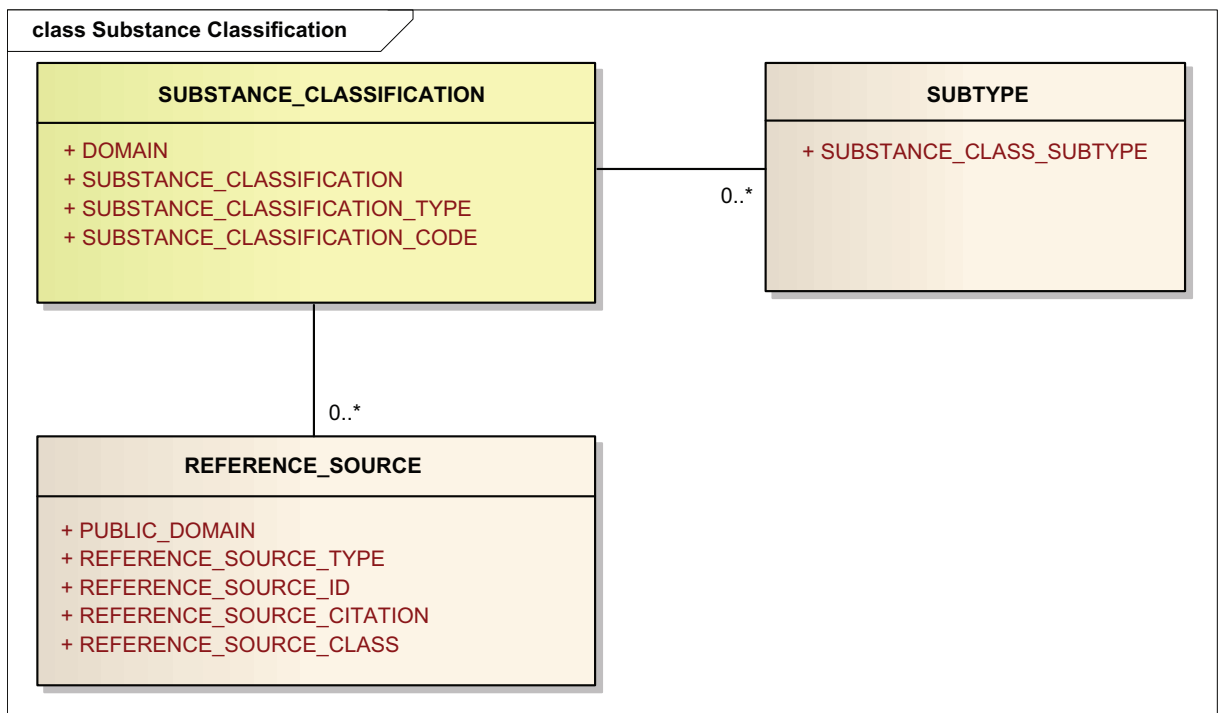 class Substance Classification
SUBSTANCE_CLASSIFICATION
+ DOMAIN
+ SUBSTANCE_CLASSIFICATION
+ SUBSTANCE_CLASSIFICATION_TYPE
+ SUBSTANCE_CLASSIFICATION_CODE
SUBTYPE
+ SUBSTANCE_CLASS_SUBTYPE
0..*
0..*
REFERENCE_SOURCE
+ PUBLIC_DOMAIN
+ REFERENCE_SOURCE_TYPE
+ REFERENCE_SOURCE_ID
+ REFERENCE_SOURCE_CITATION
+ REFERENCE_SOURCE_CLASS